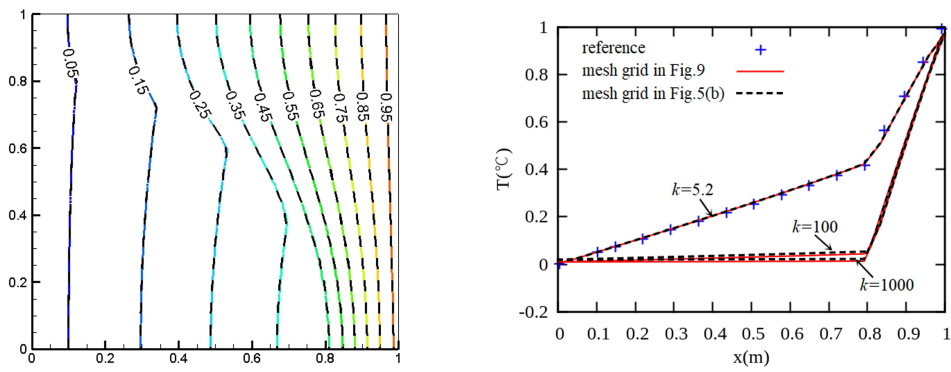 1
0.8
0.6
0.4
0.2
0
0 0.2 0.4 0.6 0.8 1
0.05
0.15
0.25
0.35
0.45
0.55
0.65
0.75
0.85
0.95
1
0.8
0.6
0.4
0.2
0
-0.2
T(℃)
reference
mesh grid in Fig.9
mesh grid in Fig.5(b)
k=5.2
k=100
k=1000
0 0.1 0.2 0.3 0.4 0.5 0.6 0.7 0.8 0.9 1
x(m)